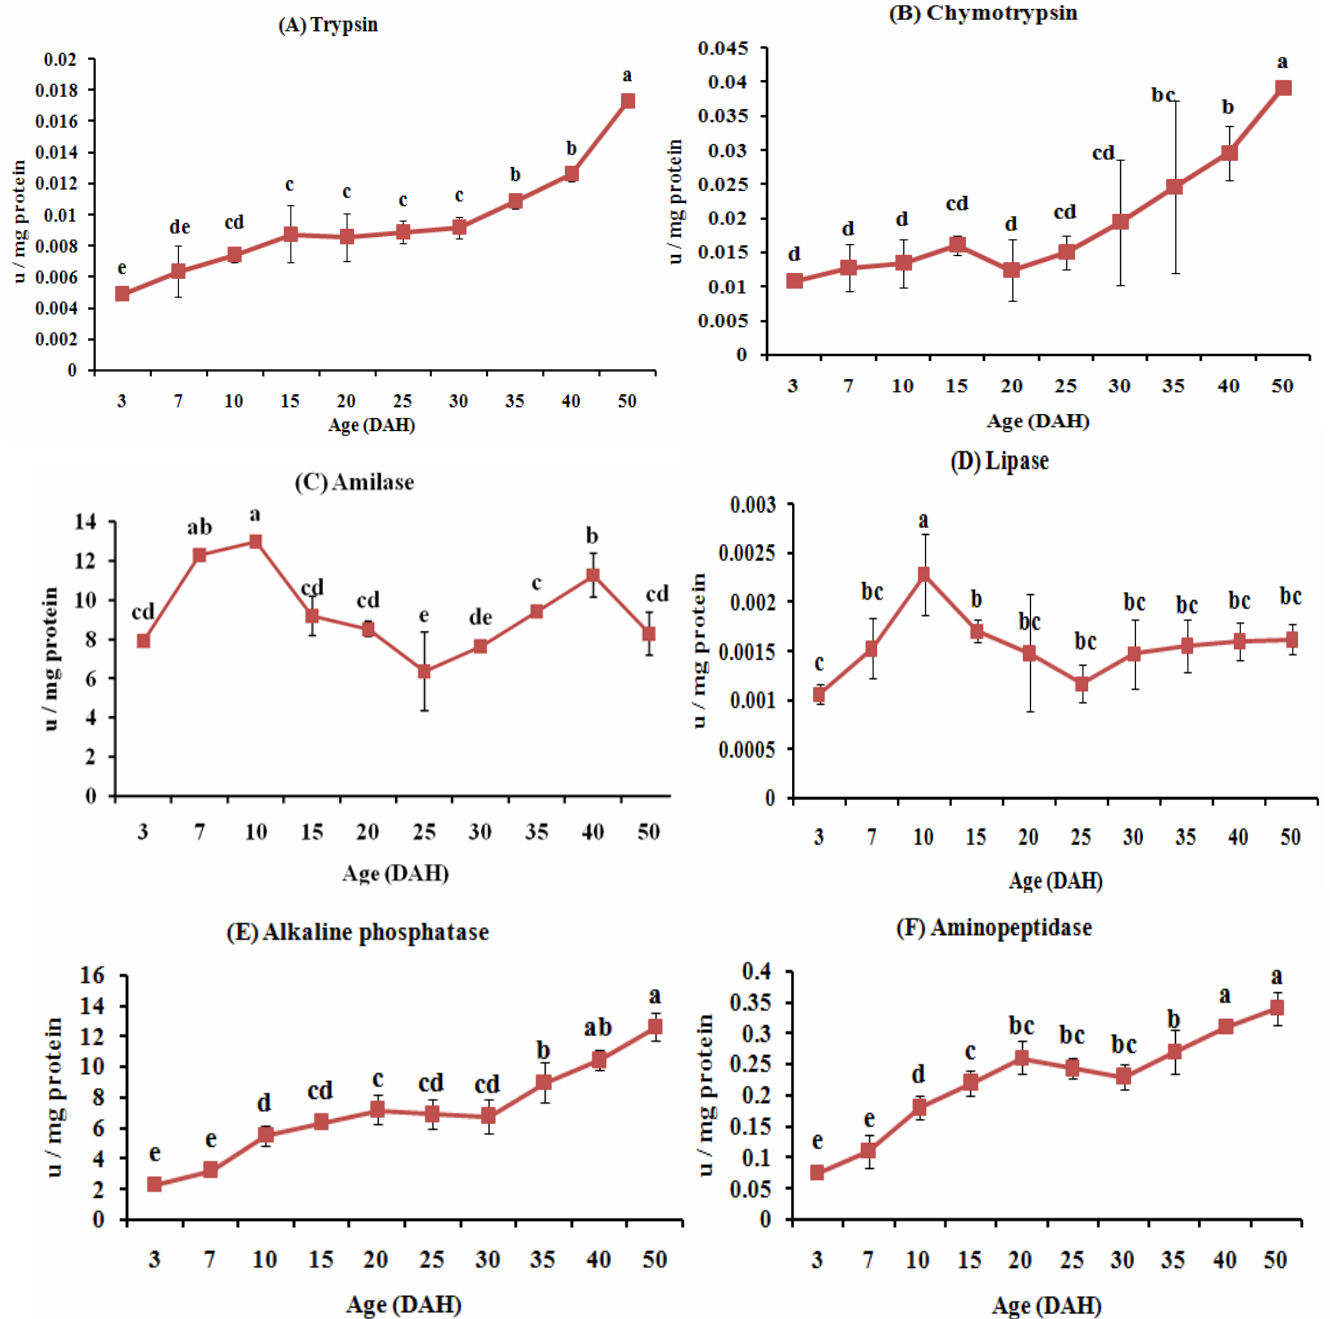 (A) Trypsin
0.02
0.018
0.016
0.014
0.012
0.01
0.008
0.006
0.004
0.002
0
u / mg protein
e de cd c c c c b b a
3 7 10 15 20 25 30 35 40 50
Age (DAH)
(B) Chymotrypsin
0.045
0.04
0.035
0.03
0.025
0.02
0.015
0.01
0.005
0
u / mg protein
d d d cd d cd cd bc b a
3 7 10 15 20 25 30 35 40 50
Age (DAH)
(C) Amilase
14
12
10
8
6
4
2
0
u / mg protein
cd ab a cd cd e de c b cd
3 7 10 15 20 25 30 35 40 50
Age (DAH)
(D) Lipase
0.003
0.0025
0.002
0.0015
0.001
0.0005
0
u / mg protein
c bc a b bc bc bc bc bc bc
3 7 10 15 20 25 30 35 40 50
Age (DAH)
(E) Alkaline phosphatase
16
14
12
10
8
6
4
2
0
u / mg protein
e e d cd c cd cd b ab a
3 7 10 15 20 25 30 35 40 50
Age (DAH)
(F) Aminopeptidase
0.4
0.35
0.3
0.25
0.2
0.15
0.1
0.05
0
u / mg protein
e e d c bc bc bc b a a
3 7 10 15 20 25 30 35 40 50
Age (DAH)